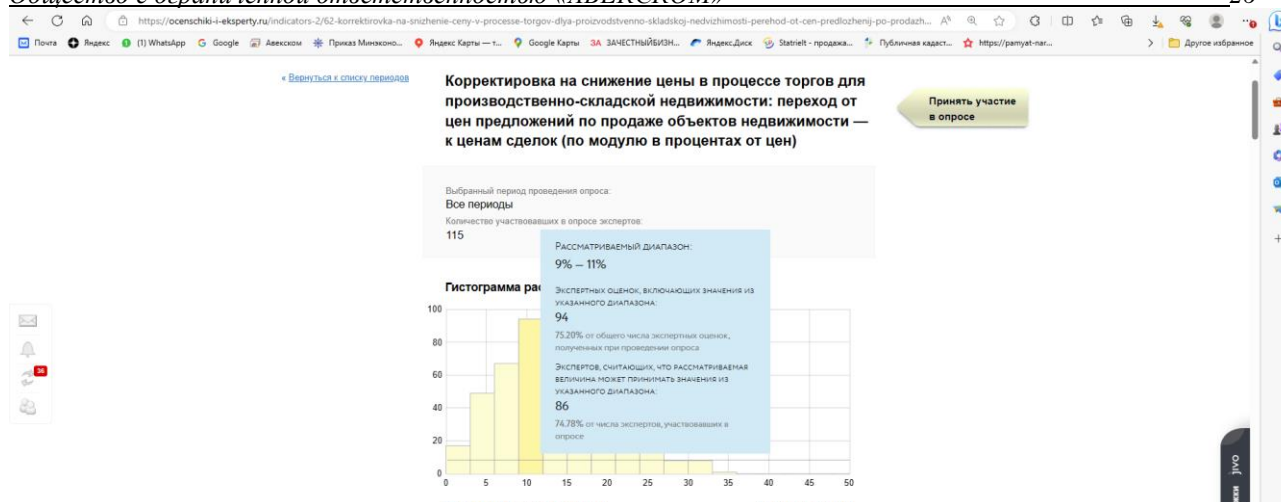 Общество с ограниченной ответственностью «АВЕКСКОМ» 26
https://ocenschiki-i-eksperty.ru/indicators-2/62-korrektirovka-na-snizhenie-ceny-v-processe-torgov-dlya-proizvodstvenno-skladskoj-nedvizhimosti-perehod-ot-cen-predlozhenij-po-prodazh...
Почта Яндекс (1) WhatsApp Google Авекском Приказ Минэконо... Яндекс Карты — т... Google Карты ЗА ЗАЧЕСТНЫЙБИЗН... Яндекс.Диск Statrielt - продажа... Публичная кадаст... https://pamyat-nar... Другое избранное
« Вернуться к списку периодов
Корректировка на снижение цены в процессе торгов для
производственно-складской недвижимости: переход от
цен предложений по продаже объектов недвижимости —
к ценам сделок (по модулю в процентах от цен)
Принять участие
в опросе
Выбранный период проведения опроса:
Все периоды
Количество участвовавших в опросе экспертов:
115
Рассматриваемый диапазон:
9% – 11%
Гистограмма рас
Экспертных оценок, включающих значения из
указанного диапазона:
94
75.20% от общего числа экспертных оценок,
полученных при проведении опроса
Экспертов, считающих, что рассматриваемая
величина может принимать значения из
указанного диапазона:
86
74.78% от числа экспертов, участвовавших в
опросе
100
80
60
40
20
0
0 5 10 15 20 25 30 35 40 45 50
36
jivo